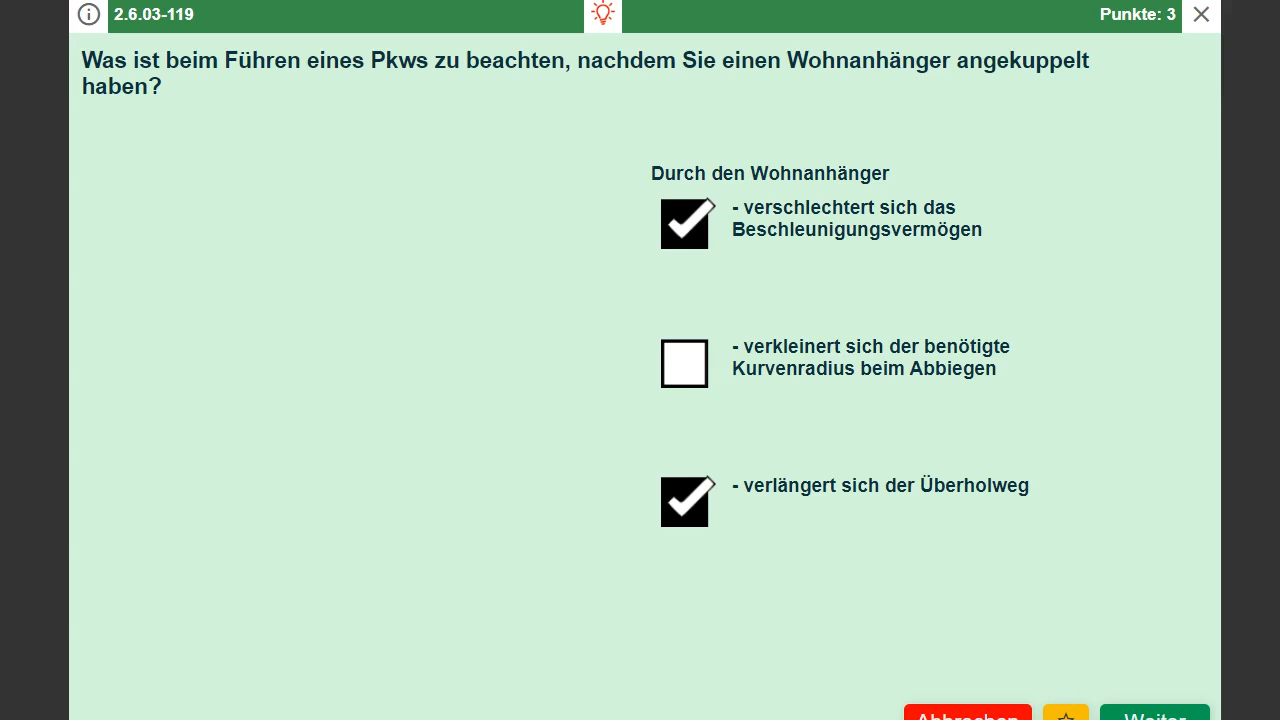 2.6.03-119
Punkte: 3
Was ist beim Führen eines Pkws zu beachten, nachdem Sie einen Wohnanhänger angekuppelt
haben?
Durch den Wohnanhänger
- verschlechtert sich das
Beschleunigungsvermögen
- verkleinert sich der benötigte
Kurvenradius beim Abbiegen
- verlängert sich der Überholweg
Abbrechen
Weiter